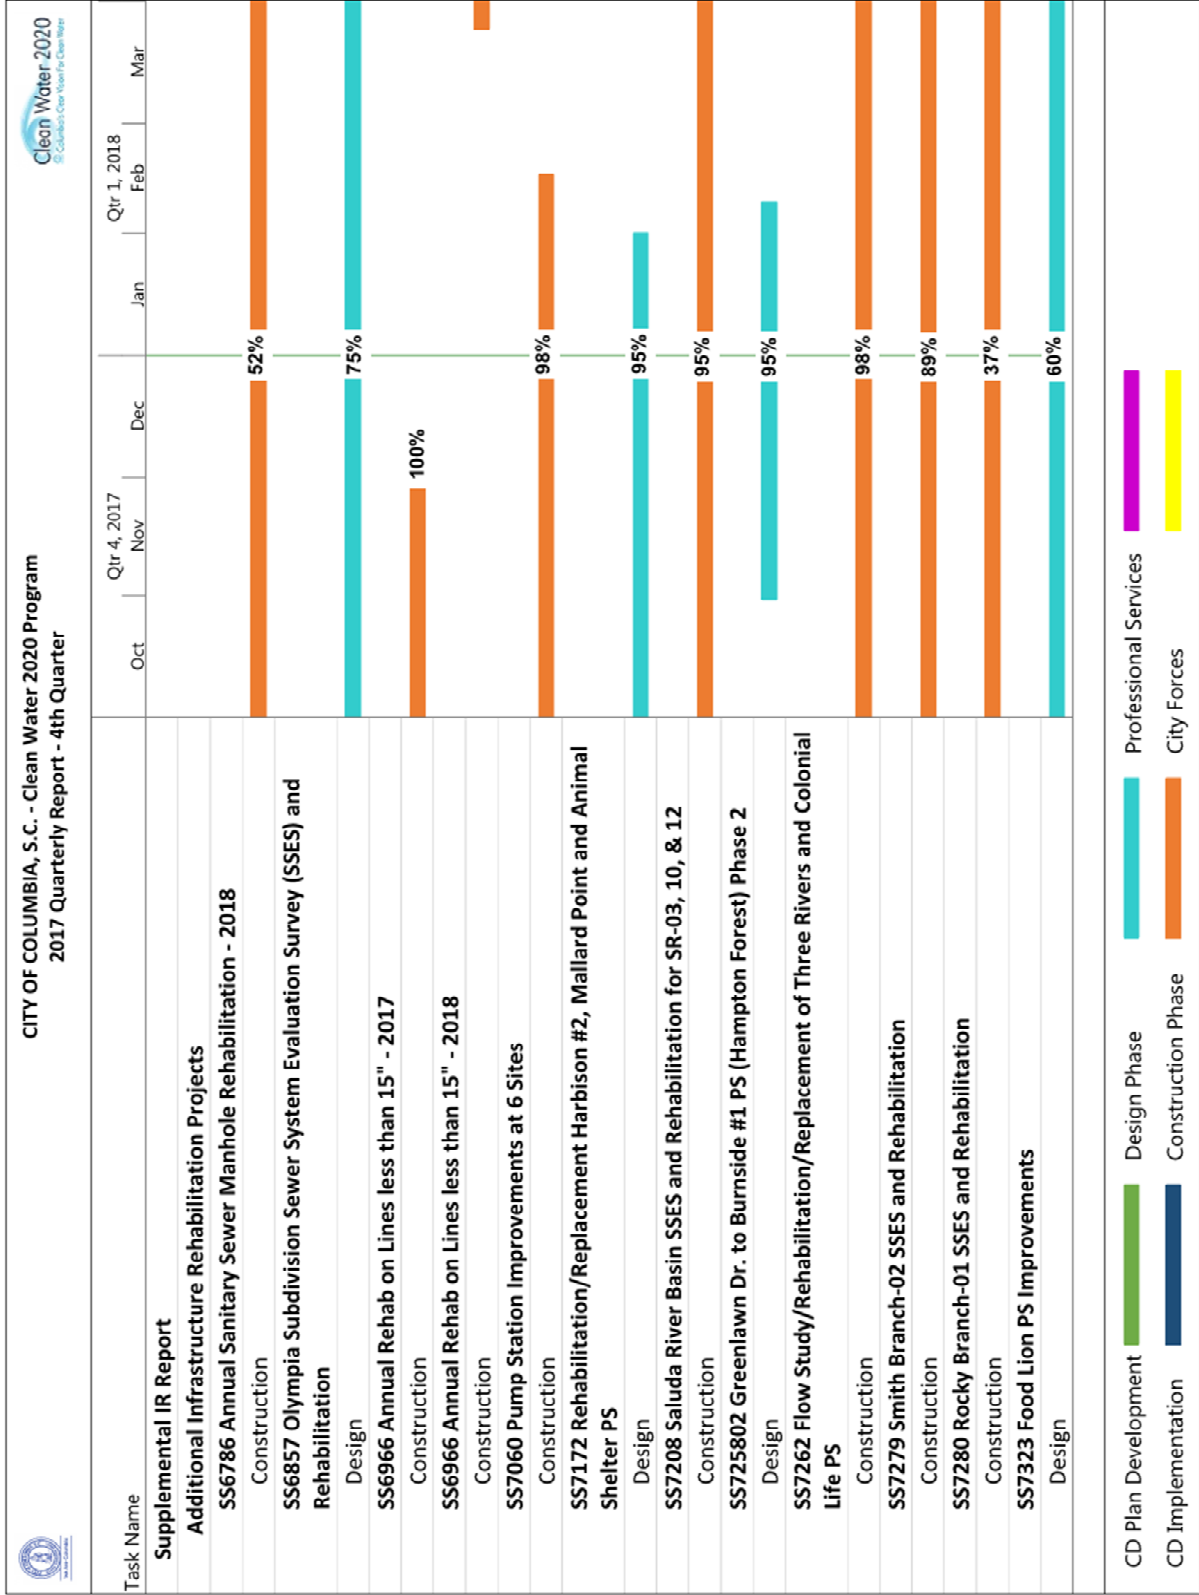 CITY OF COLUMBIA, S.C. - Clean Water 2020 Program
2017 Quarterly Report - 4th Quarter
Clean Water 2020
Columbia's Clear Vision For Clean Water
Task Name
Qtr 4, 2017
Qtr 1, 2018
Oct
Nov
Dec
Jan
Feb
Mar
Supplemental IR Report
Additional Infrastructure Rehabilitation Projects
SS6786 Annual Sanitary Sewer Manhole Rehabilitation - 2018
Construction
52%
SS6857 Olympia Subdivision Sewer System Evaluation Survey (SSES) and
Rehabilitation
Design
75%
SS6966 Annual Rehab on Lines less than 15" - 2017
Construction
100%
SS6966 Annual Rehab on Lines less than 15" - 2018
Construction
SS7060 Pump Station Improvements at 6 Sites
Construction
98%
SS7172 Rehabilitation/Replacement Harbison #2, Mallard Point and Animal
Shelter PS
Design
95%
SS7208 Saluda River Basin SSES and Rehabilitation for SR-03, 10, & 12
Construction
95%
SS725802 Greenlawn Dr. to Burnside #1 PS (Hampton Forest) Phase 2
Design
95%
SS7262 Flow Study/Rehabilitation/Replacement of Three Rivers and Colonial
Life PS
Construction
98%
SS7279 Smith Branch-02 SSES and Rehabilitation
Construction
89%
SS7280 Rocky Branch-01 SSES and Rehabilitation
Construction
37%
SS7323 Food Lion PS Improvements
Design
60%
CD Plan Development
Design Phase
Professional Services
CD Implementation
Construction Phase
City Forces